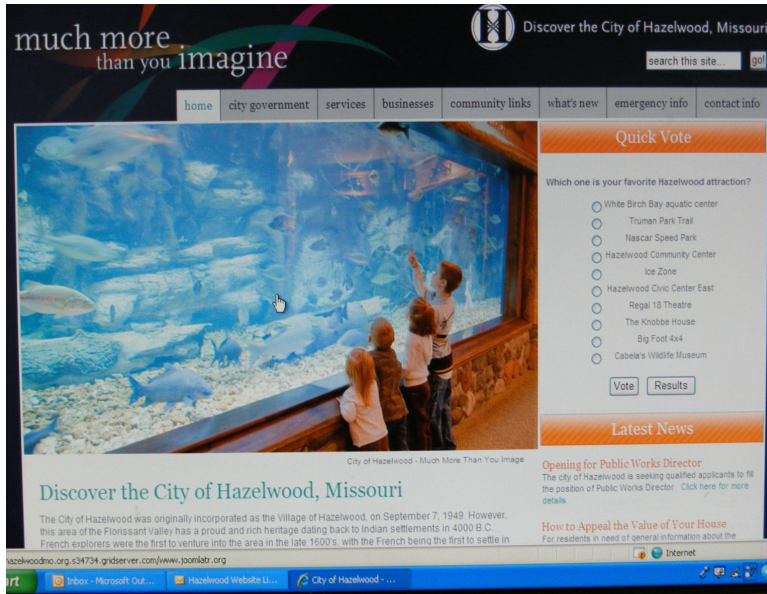 much more
than you imagine
Discover the City of Hazelwood, Missouri
search this site...
go!
home
city government
services
businesses
community links
what's new
emergency info
contact info
Quick Vote
Which one is your favorite Hazelwood attraction?
White Birch Bay aquatic center
Truman Park Trail
Nascar Speed Park
Hazelwood Community Center
Ice Zone
Hazelwood Civic Center East
Regal 18 Theatre
The Knobbe House
Big Foot 4x4
Cabela's Wildlife Museum
Vote
Results
City of Hazelwood - Much More Than You Image
Latest News
Opening for Public Works Director
The city of Hazelwood is seeking qualified applicants to fill
the position of Public Works Director. Click here for more
details.
How to Appeal the Value of Your House
For residents in need of general information about the
Discover the City of Hazelwood, Missouri
The City of Hazelwood was originally incorporated as the Village of Hazelwood, on September 7, 1949. However,
this area of the Florissant Valley has a proud and rich heritage dating back to Indian settlements in 4000 B.C.
French explorers were the first to venture into the area in the late 1600's, with the French being the first to settle in
hazelwoodmo.org.s34734.gridserver.com/www.joomlatr.org
Internet
art
Inbox - Microsoft Out...
Hazelwood Website Li...
City of Hazelwood - ...